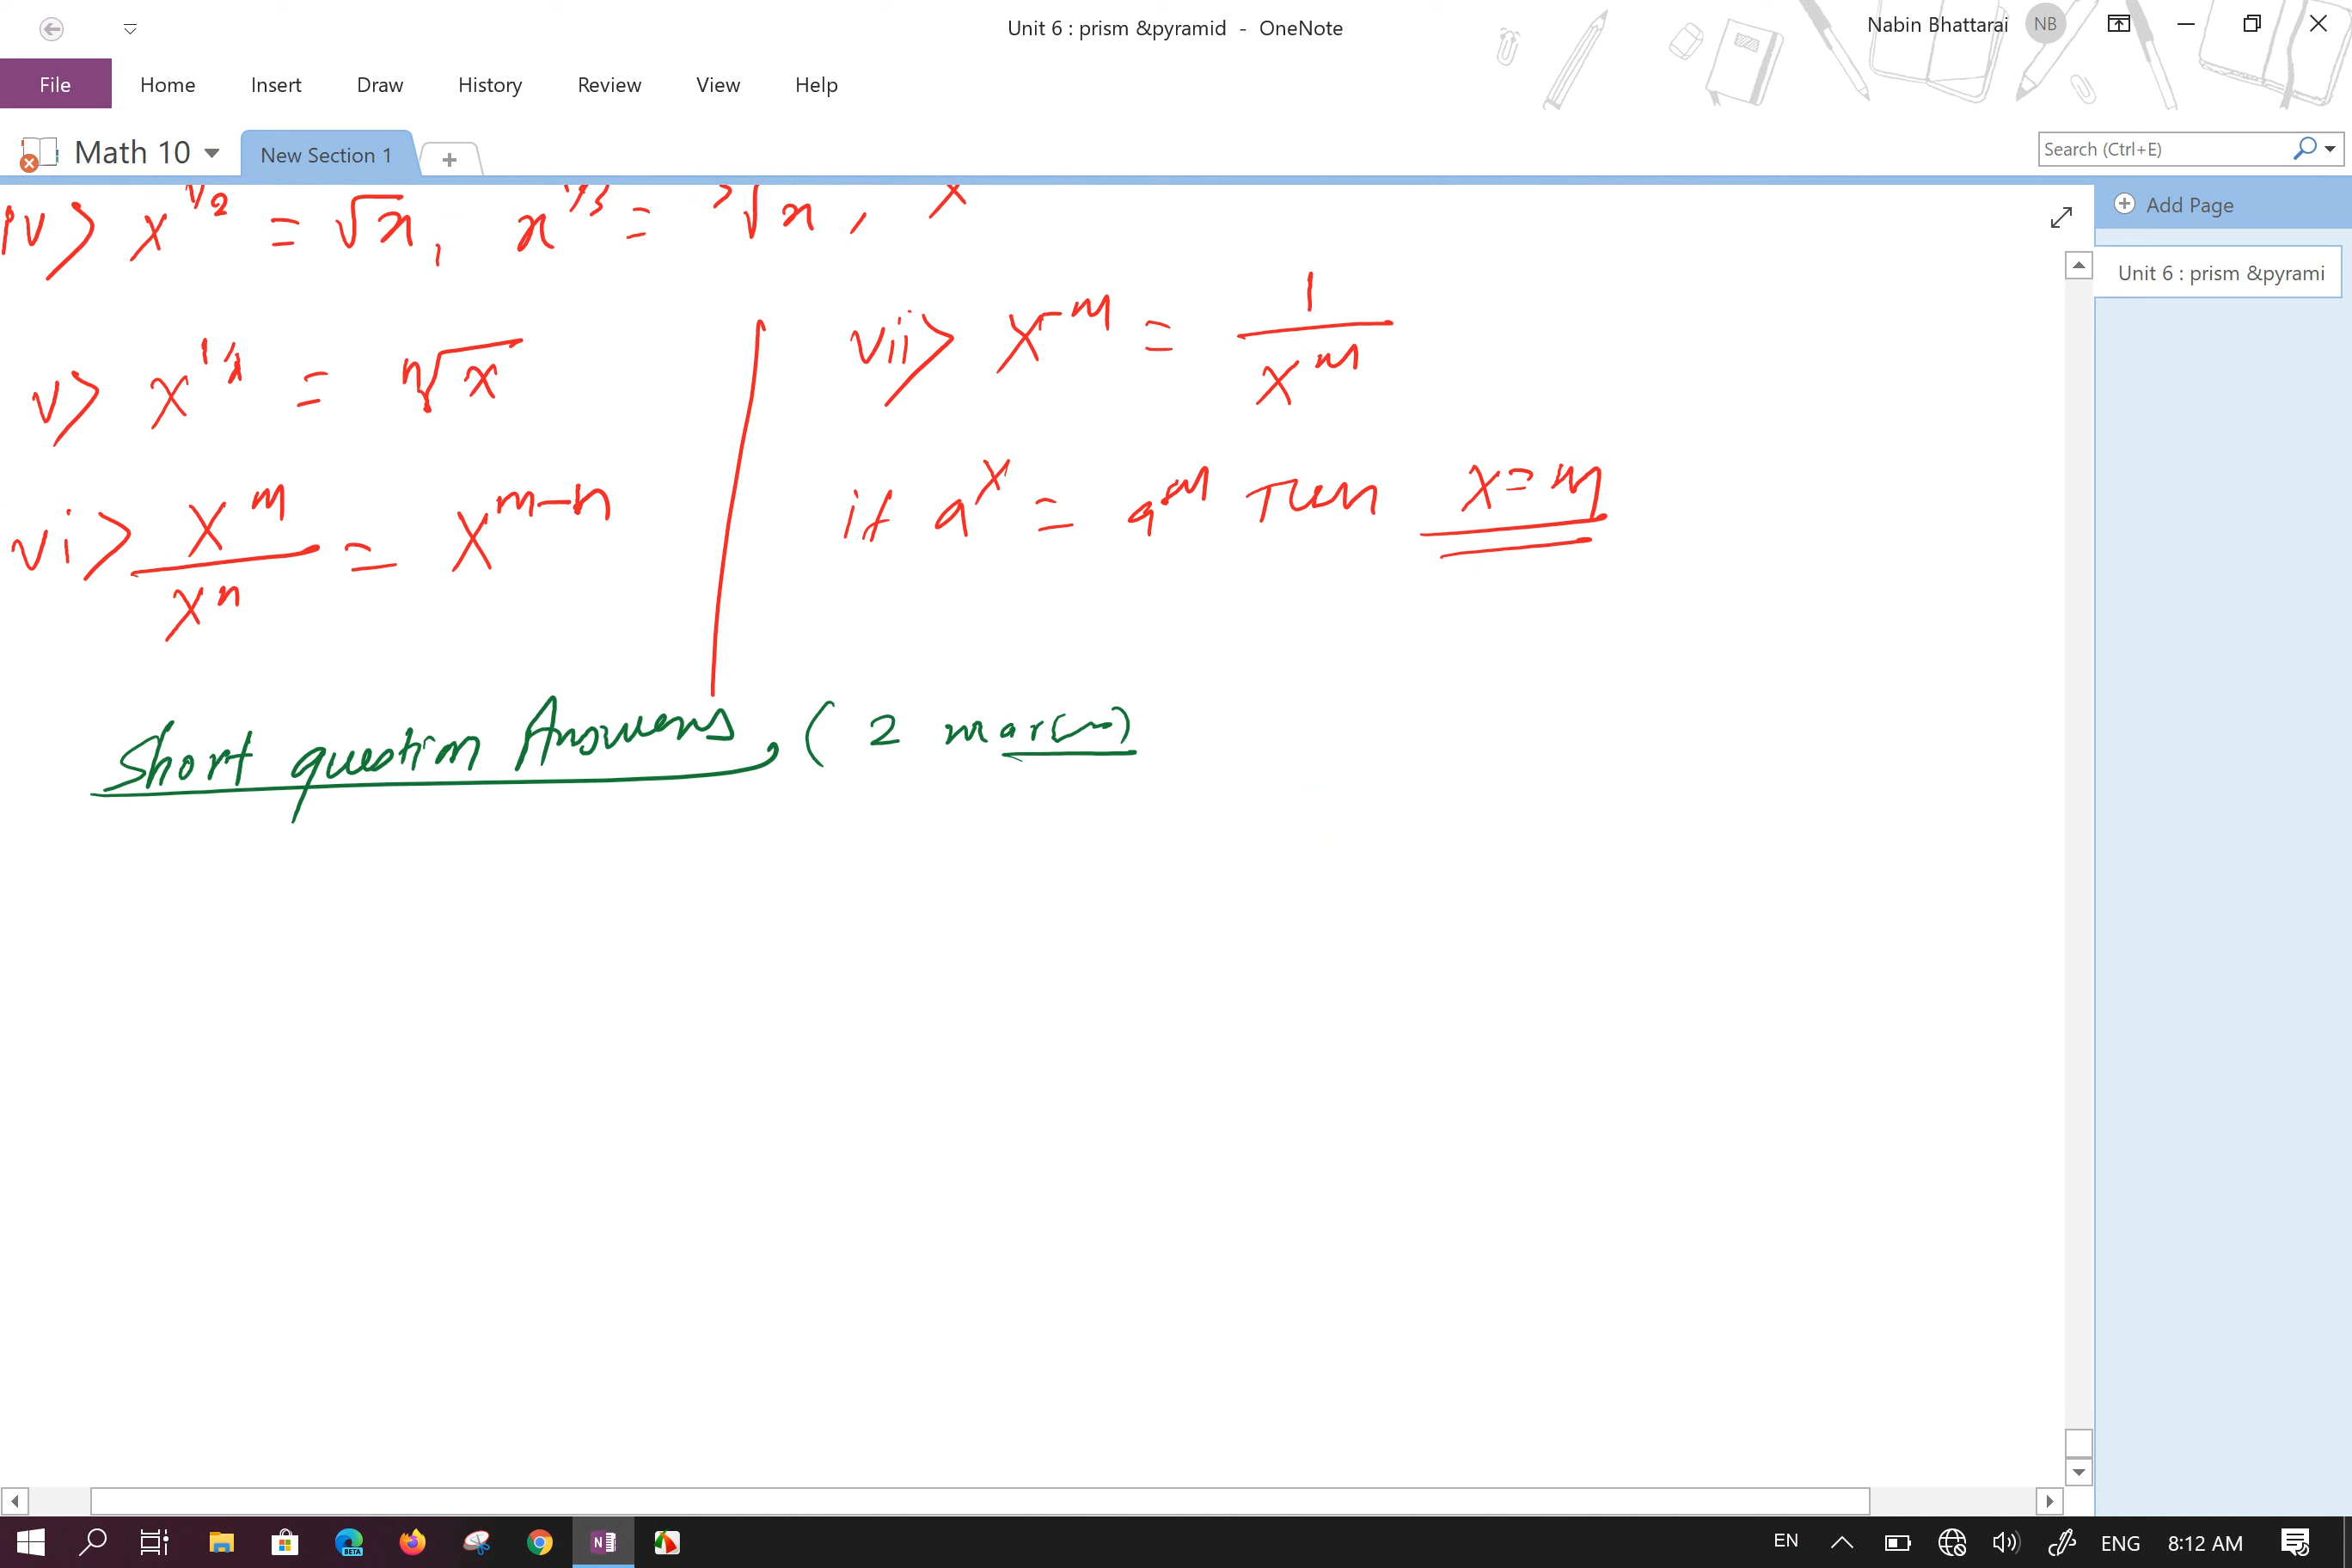 Unit 6 : prism &pyramid - OneNote
Nabin Bhattarai NB
File Home Insert Draw History Review View Help
Math 10 New Section 1 +
Search (Ctrl+E)
Add Page
Unit 6 : prism &pyrami
iv> x^1/2 = √x, x^1/3 = ³√x, x
v> x^1/n = ⁿ√x
vi> x^m/x^n = x^m-n
vii> x^-m = 1/x^m
if a^x = a^m Then x=m
Short question Answers, (2 marks)
BETA
EN ENG 8:12 AM